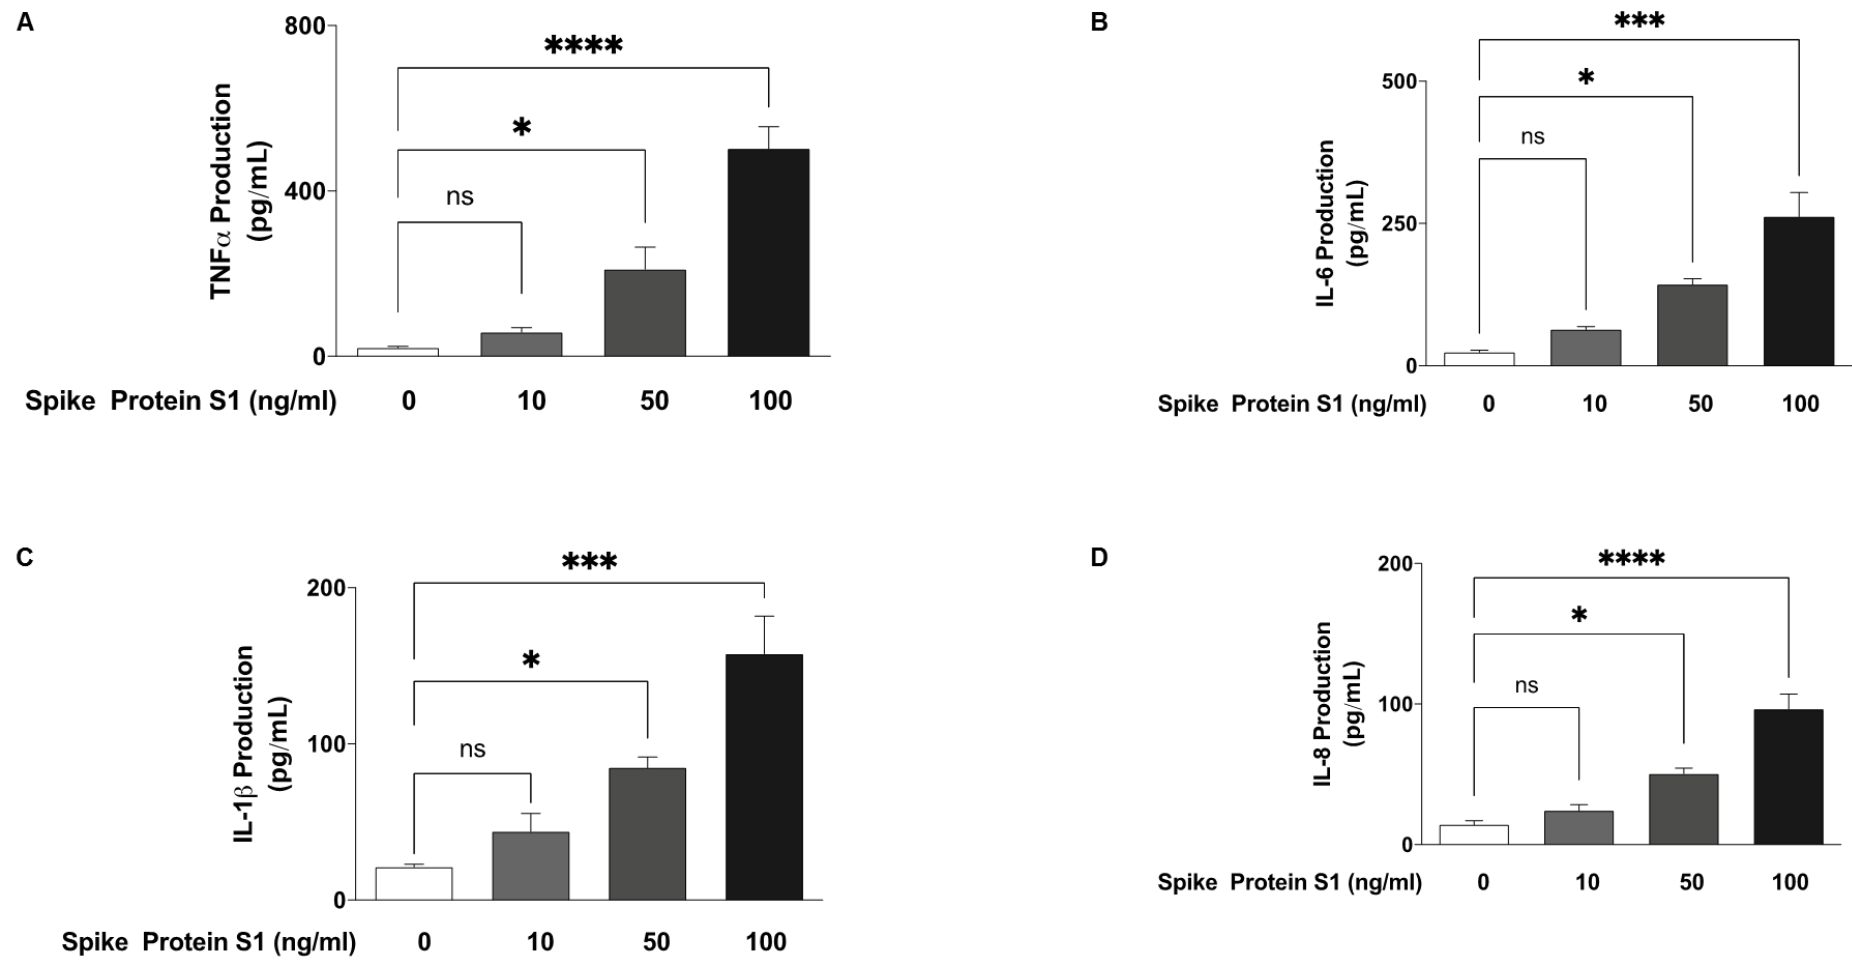 A
800
400
0
TNFα Production
(pg/mL)
✱✱✱✱
✱
ns
Spike Protein S1 (ng/ml) 0 10 50 100
B
500
250
0
IL-6 Production
(pg/mL)
✱✱✱
✱
ns
Spike Protein S1 (ng/ml) 0 10 50 100
C
200
100
0
IL-1β Production
(pg/mL)
✱✱✱
✱
ns
Spike Protein S1 (ng/ml) 0 10 50 100
D
200
100
0
IL-8 Production
(pg/mL)
✱✱✱✱
✱
ns
Spike Protein S1 (ng/ml) 0 10 50 100